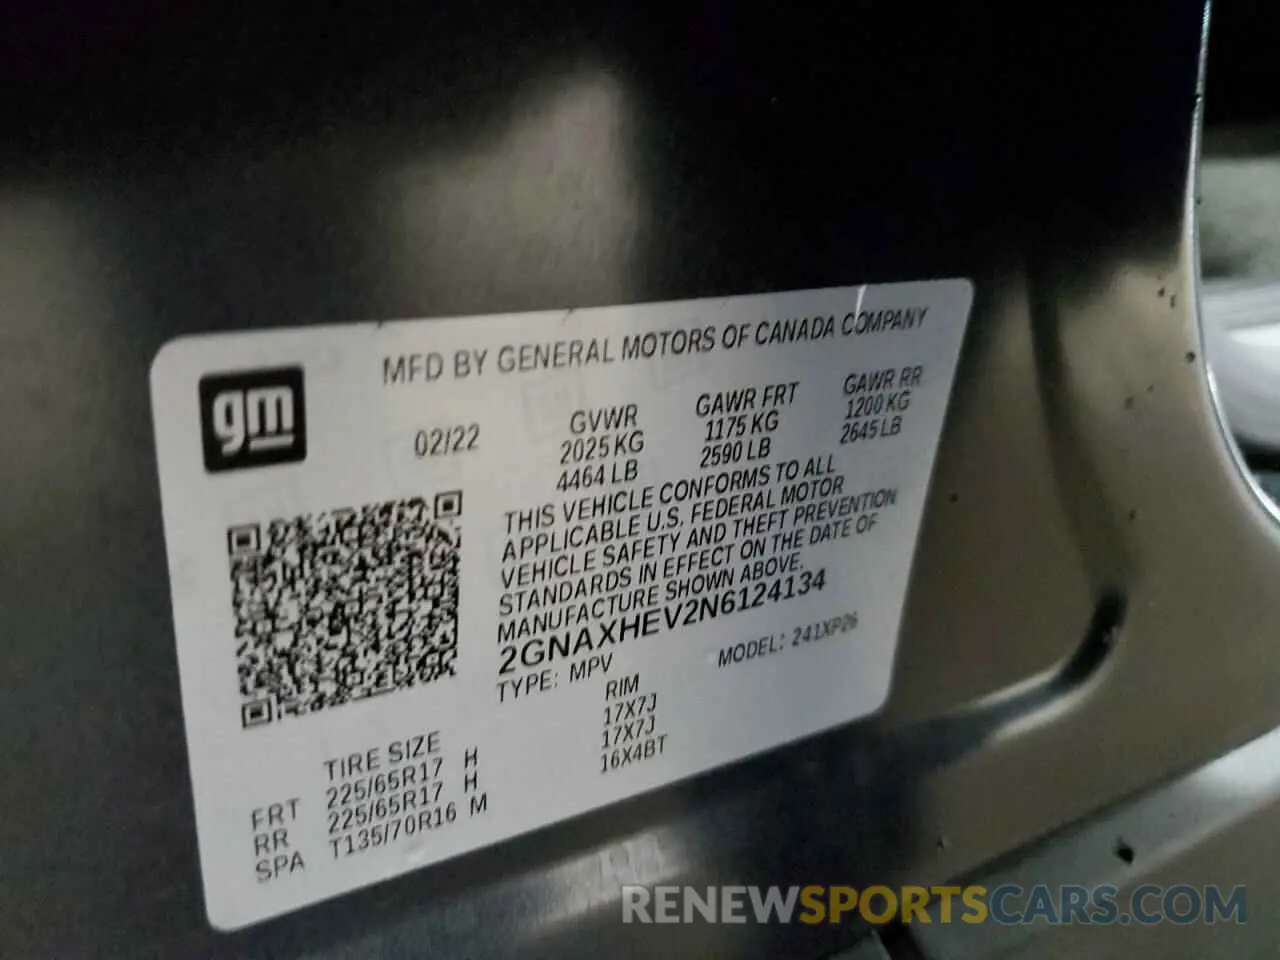 MFD BY GENERAL MOTORS OF CANADA COMPANY
gm
02/22
GVWR GAWR FRT GAWR RR
2025 KG 1175 KG 1200 KG
4464 LB 2590 LB 2645 LB
THIS VEHICLE CONFORMS TO ALL
APPLICABLE U.S. FEDERAL MOTOR
VEHICLE SAFETY AND THEFT PREVENTION
STANDARDS IN EFFECT ON THE DATE OF
MANUFACTURE SHOWN ABOVE.
2GNAXHEV2N6124134
TYPE: MPV MODEL: 241XP26
TIRE SIZE RIM
FRT 225/65R17 H 17X7J
RR 225/65R17 H 17X7J
SPA T135/70R16 M 16X4BT
RENEWSPORTSCARS.COM